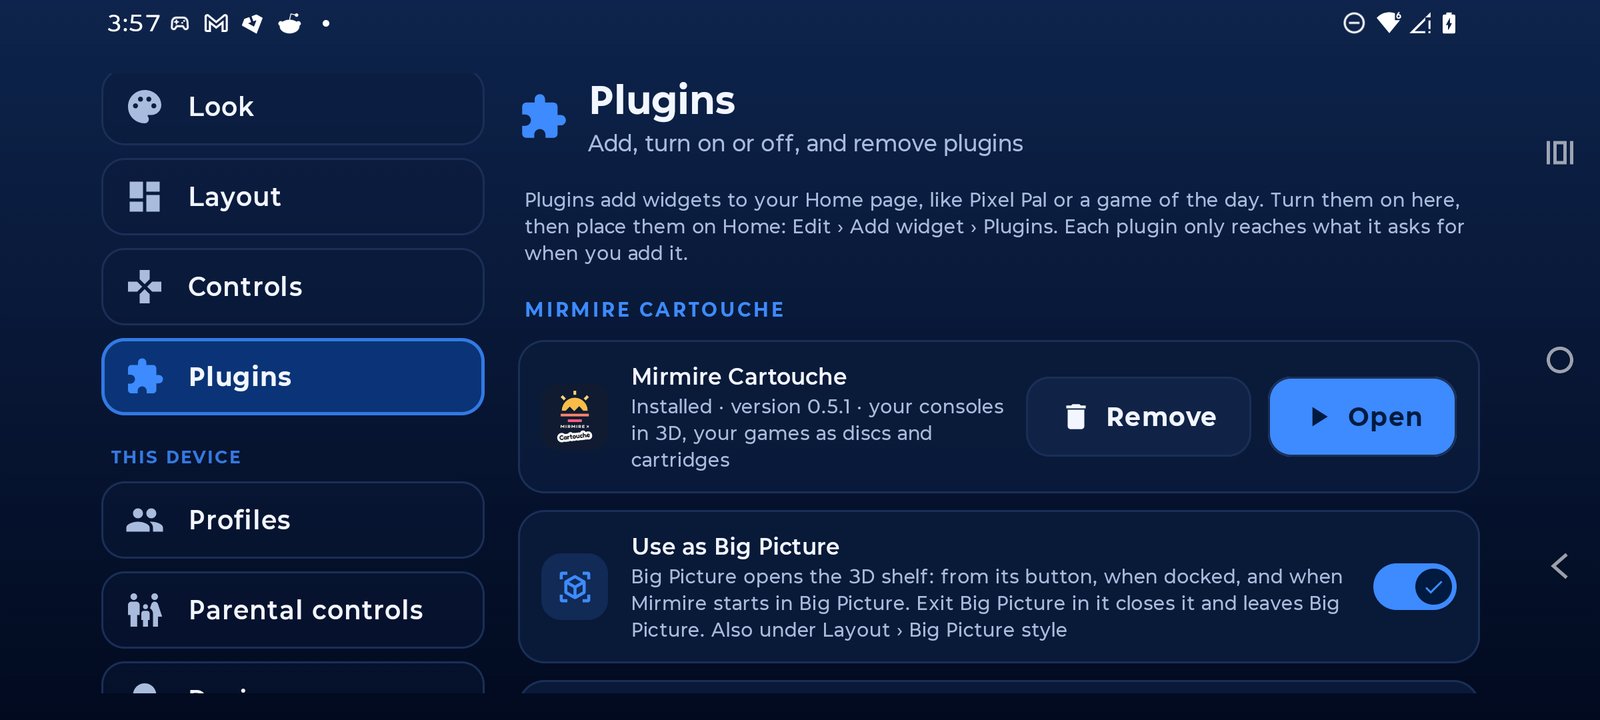 3:57
Look
Layout
Controls
Plugins
THIS DEVICE
Profiles
Parental controls
Plugins
Add, turn on or off, and remove plugins
Plugins add widgets to your Home page, like Pixel Pal or a game of the day. Turn them on here,
then place them on Home: Edit › Add widget › Plugins. Each plugin only reaches what it asks for
when you add it.
MIRMIRE CARTOUCHE
MIRMIRE
Cartouche
Mirmire Cartouche
Installed · version 0.5.1 · your consoles
in 3D, your games as discs and
cartridges
Remove
Open
Use as Big Picture
Big Picture opens the 3D shelf: from its button, when docked, and when
Mirmire starts in Big Picture. Exit Big Picture in it closes it and leaves Big
Picture. Also under Layout › Big Picture style